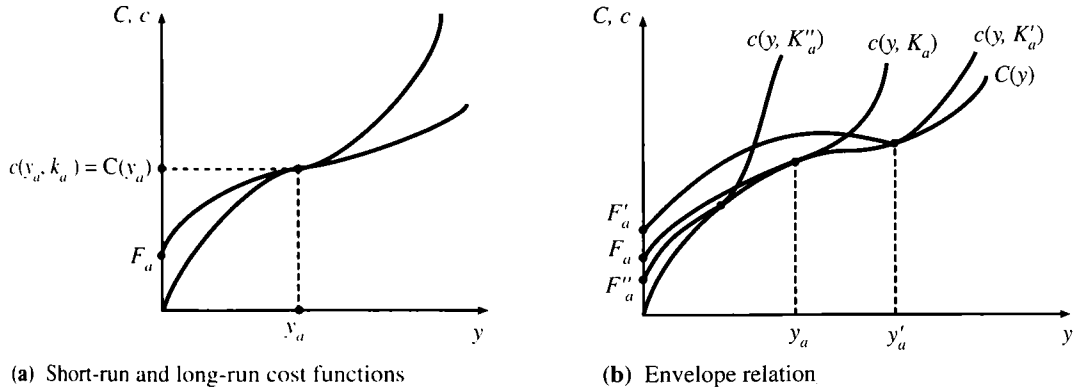 C, c
c(y_a, k_a) = C(y_a)
F_a
y_a
y
(a) Short-run and long-run cost functions
C, c
c(y, K''_a)
c(y, K_a)
c(y, K'_a)
C(y)
F'_a
F_a
F''_a
y_a
y'_a
y
(b) Envelope relation